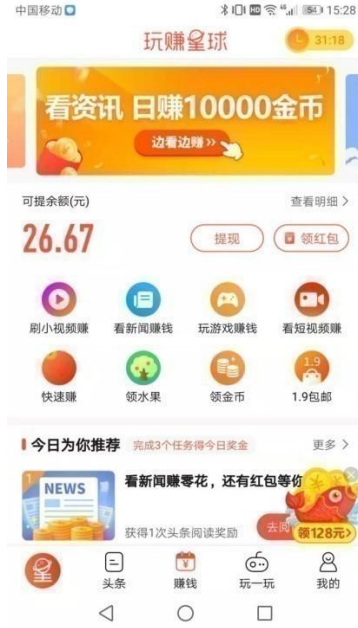 中国移动 HD 54 15:28
玩赚星球 31:18
看资讯 日赚10000金币
边看边赚>>
可提余额(元) 查看明细 >
26.67 提现 领红包
刷小视频赚 看新闻赚钱 玩游戏赚钱 看短视频赚
1.9
快速赚 领水果 领金币 1.9包邮
今日为你推荐 完成3个任务得今日奖金 更多 >
1
NEWS 看新闻赚零花，还有红包等你
获得1次头条阅读奖励 去阅 领128元>
头条 赚钱 玩一玩 我的